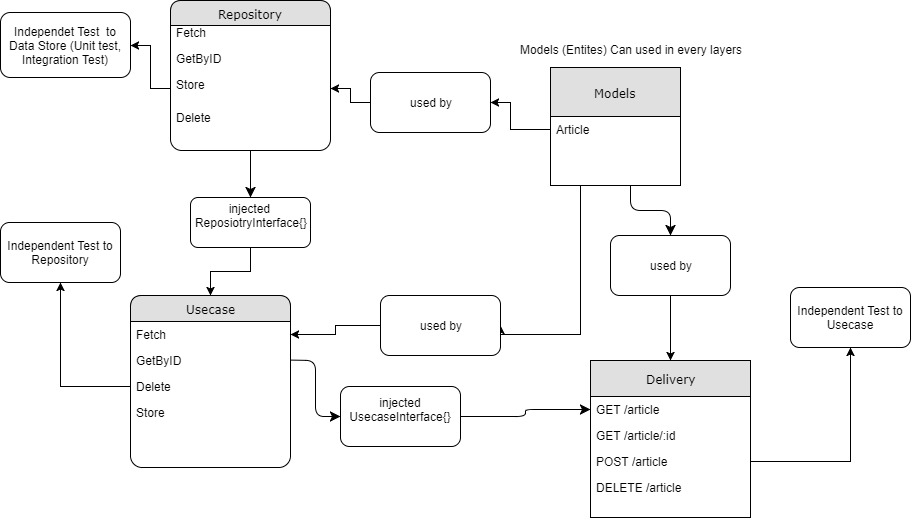 Repository
Independet Test to
Data Store (Unit test,
Integration Test)
Fetch
GetByID
Store
Delete
Models (Entites) Can used in every layers
used by
Models
Article
injected
ReposiotryInterface{}
Independent Test to
Repository
used by
Usecase
Fetch
GetByID
Delete
Store
used by
Independent Test to
Usecase
injected
UsecaseInterface{}
Delivery
GET /article
GET /article/:id
POST /article
DELETE /article